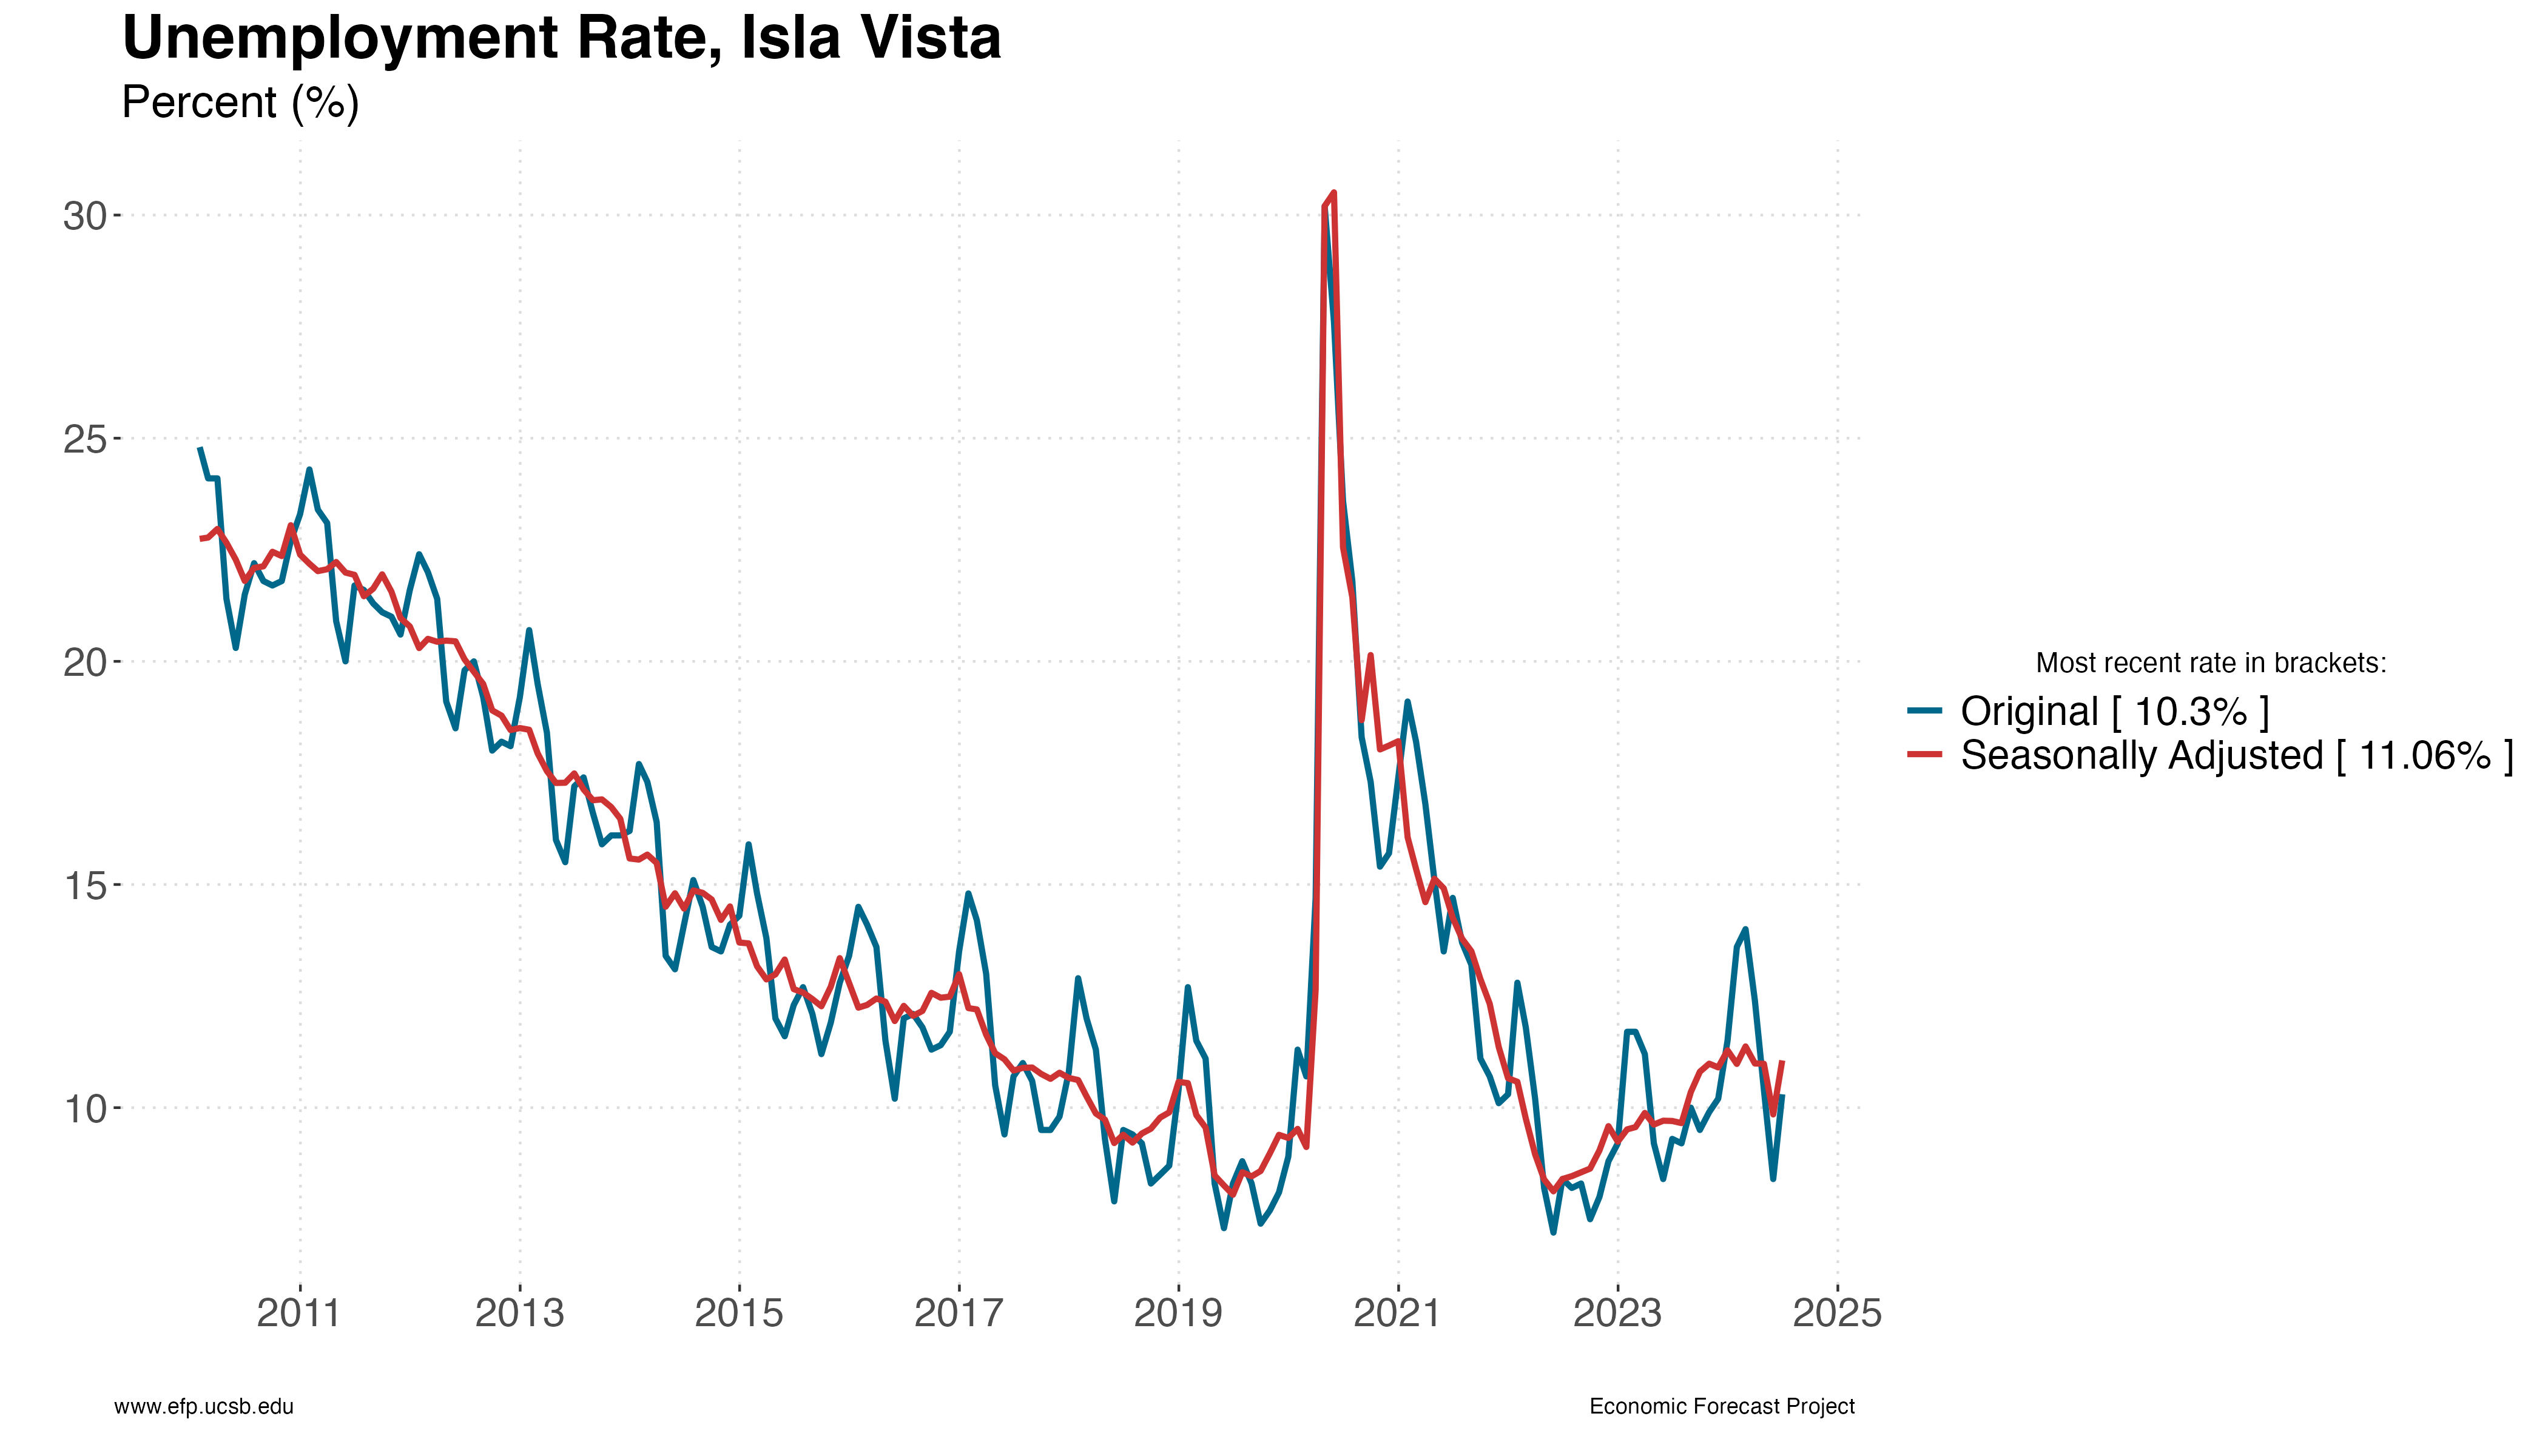 Unemployment Rate, Isla Vista
Percent (%)
30
25
20
15
10
2011 2013 2015 2017 2019 2021 2023 2025
Most recent rate in brackets:
Original [ 10.3% ]
Seasonally Adjusted [ 11.06% ]
www.efp.ucsb.edu
Economic Forecast Project